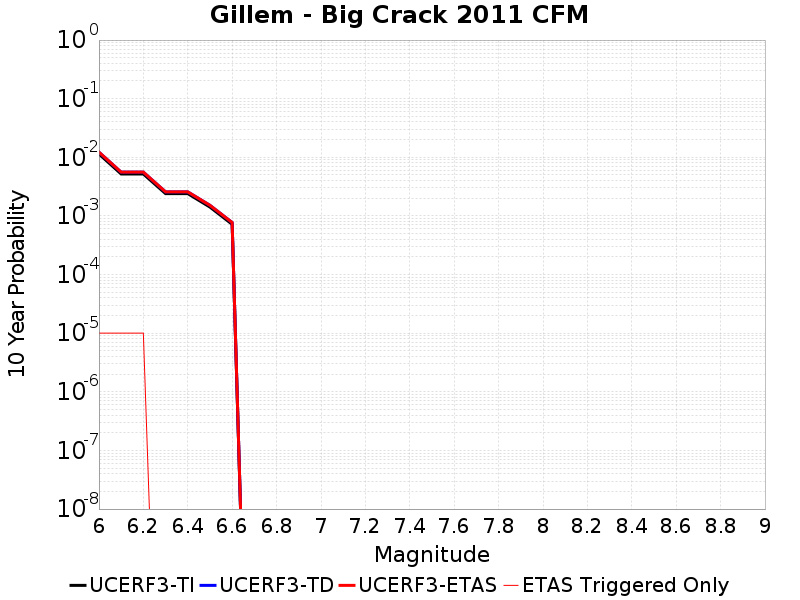 Gillem - Big Crack 2011 CFM
10 Year Probability
10^0
10^-1
10^-2
10^-3
10^-4
10^-5
10^-6
10^-7
10^-8
6 6.2 6.4 6.6 6.8 7 7.2 7.4 7.6 7.8 8 8.2 8.4 8.6 8.8 9
Magnitude
UCERF3-TI UCERF3-TD UCERF3-ETAS ETAS Triggered Only